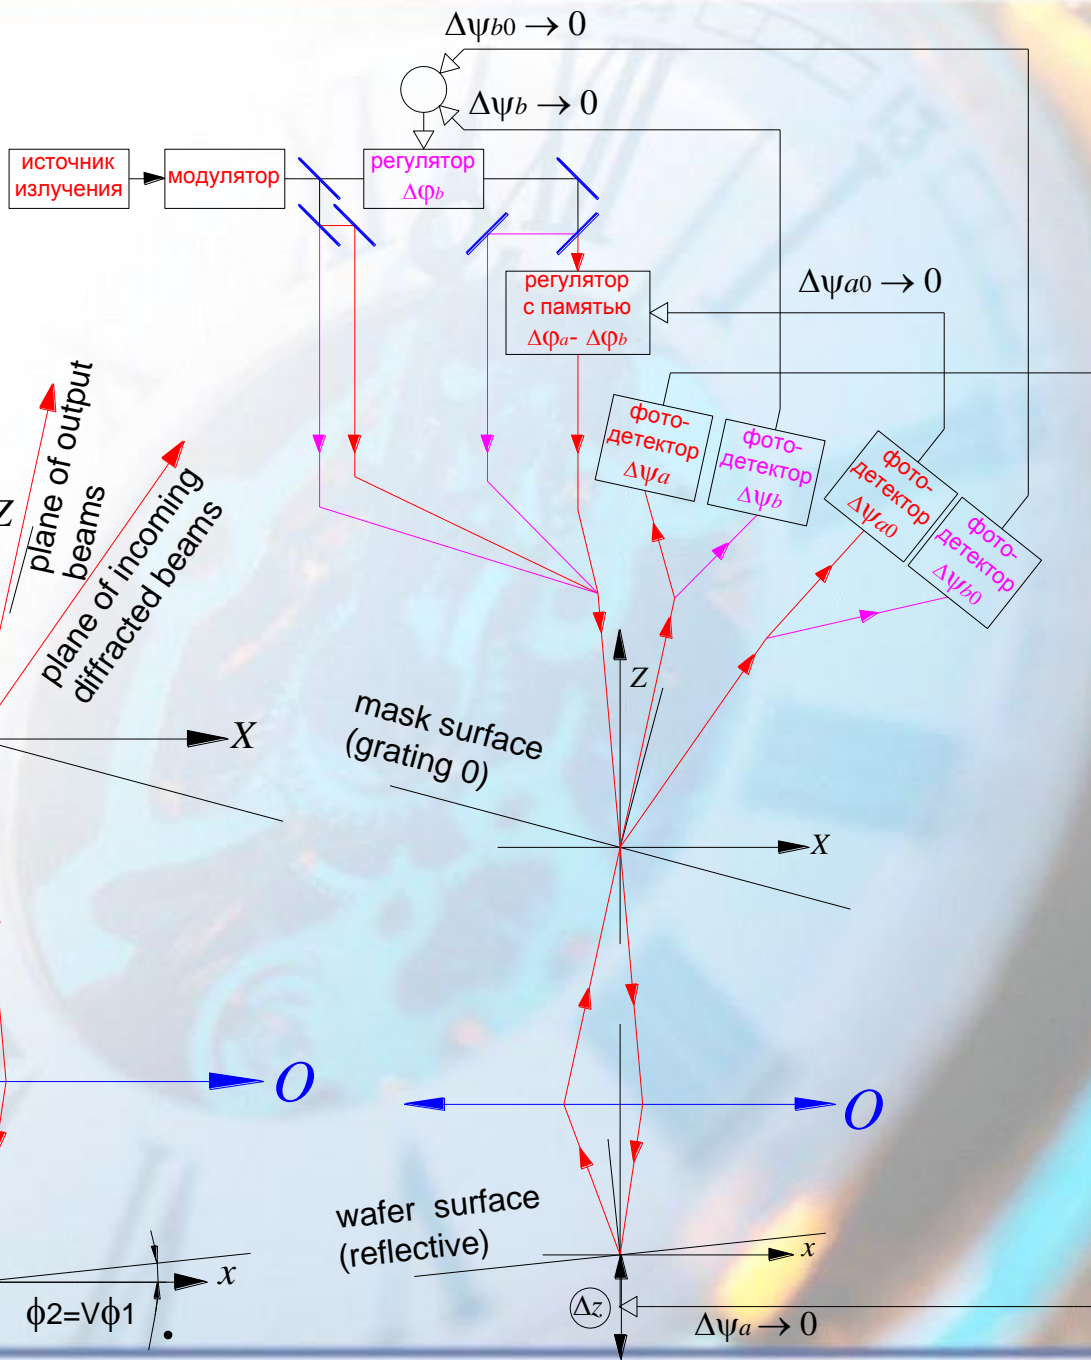 Δψb0 → 0
Δψb → 0
источник
излучения
модулятор
регулятор
Δφb
регулятор
с памятью
Δφa- Δφb
Δψa0 → 0
фото-
детектор
Δψa
фото-
детектор
Δψb
фото-
детектор
Δψa0
фото-
детектор
Δψb0
Z
plane of output
beams
plane of incoming
diffracted beams
X
Z
mask surface
(grating 0)
X
O
O
wafer surface
(reflective)
x
x
ϕ2=Vϕ1
Δz
Δψa → 0